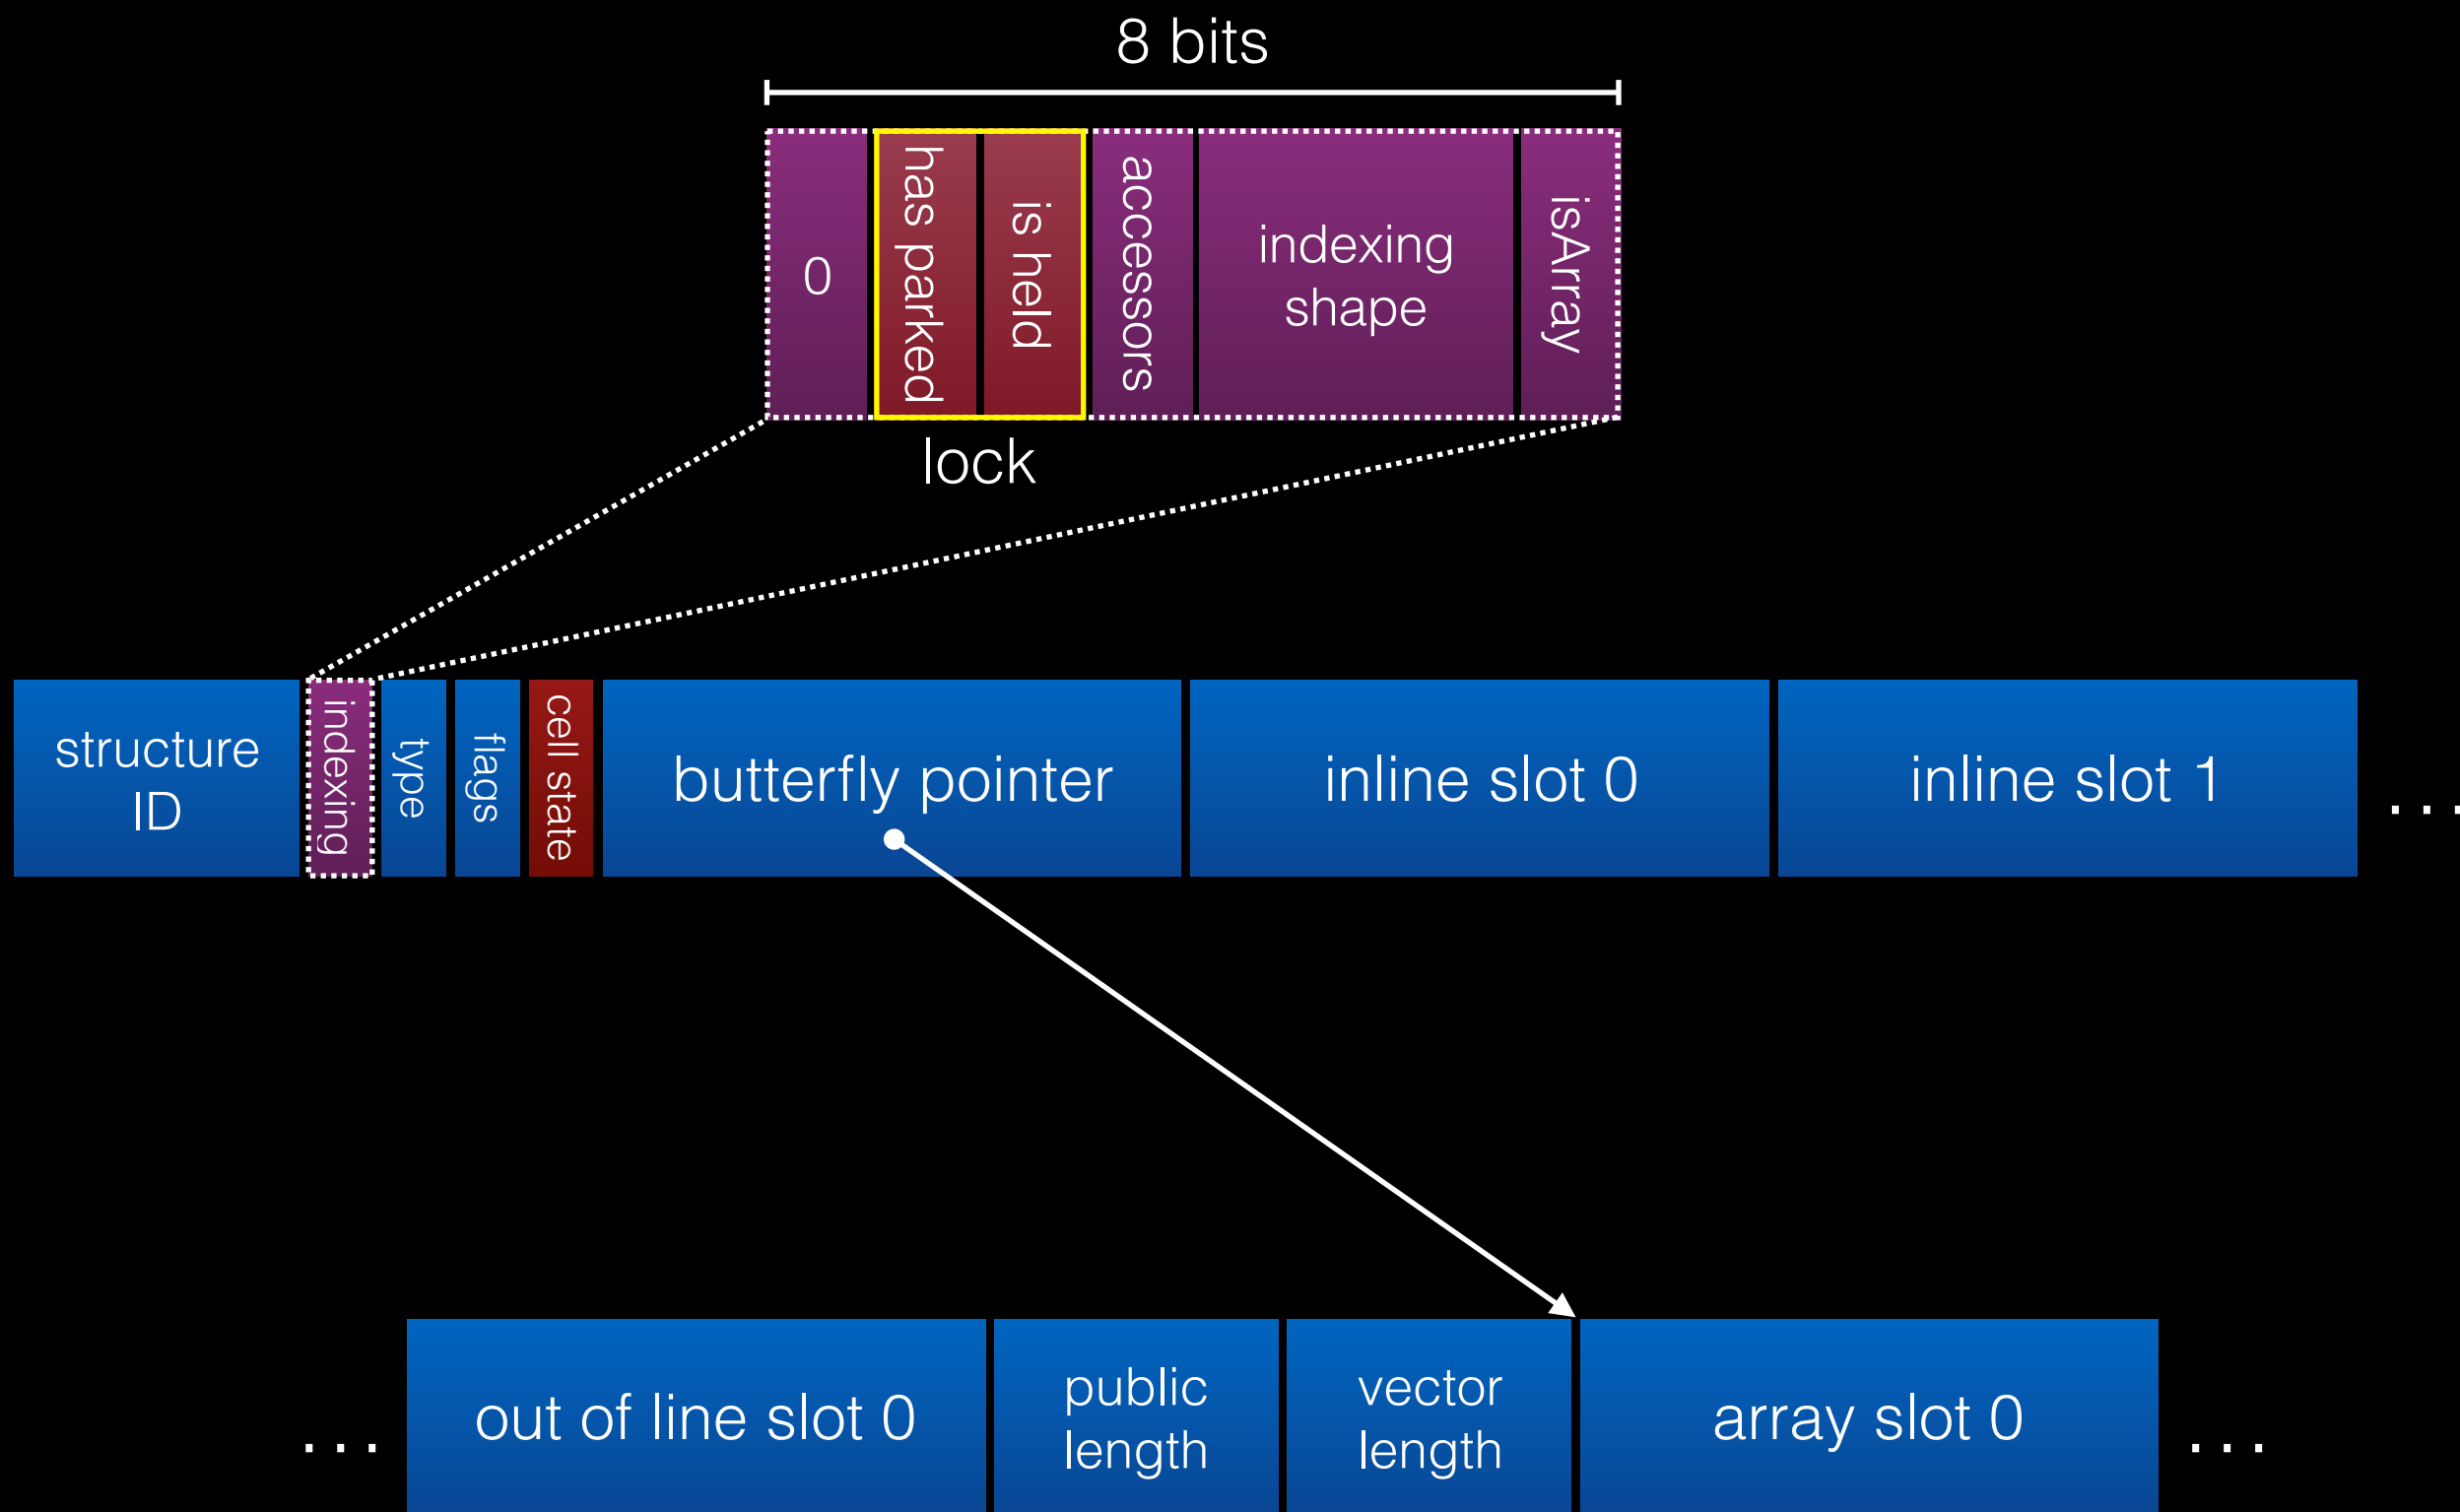 8 bits
0
has parked
is held
accessors
indexing
shape
isArray
lock
structure
ID
indexing
type
flags
cell state
butterfly pointer
inline slot 0
inline slot 1
. . .
. . .
out of line slot 0
public
length
vector
length
array slot 0
. . .